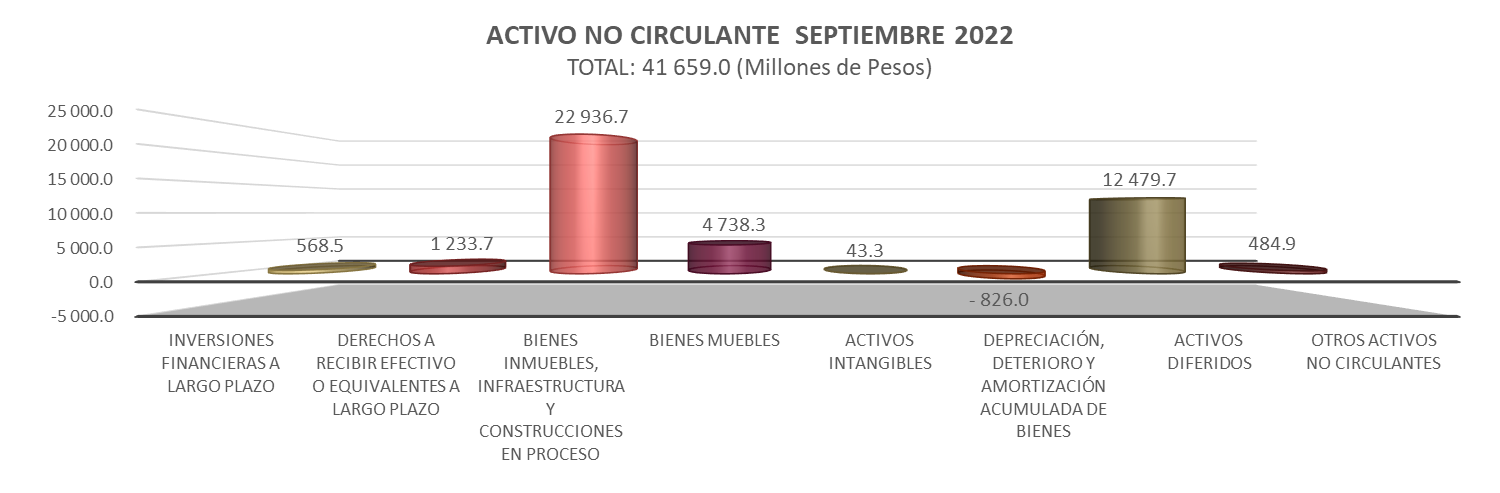 ACTIVO NO CIRCULANTE  SEPTIEMBRE 2022
TOTAL: 41 659.0 (Millones de Pesos)
25 000.0
20 000.0
15 000.0
10 000.0
5 000.0
0.0
-5 000.0
568.5
1 233.7
22 936.7
4 738.3
43.3
- 826.0
12 479.7
484.9
INVERSIONES
FINANCIERAS A
LARGO PLAZO
DERECHOS A
RECIBIR EFECTIVO
O EQUIVALENTES A
LARGO PLAZO
BIENES
INMUEBLES,
INFRAESTRUCTURA
Y
CONSTRUCCIONES
EN PROCESO
BIENES MUEBLES
ACTIVOS
INTANGIBLES
DEPRECIACIÓN,
DETERIORO Y
AMORTIZACIÓN
ACUMULADA DE
BIENES
ACTIVOS
DIFERIDOS
OTROS ACTIVOS
NO CIRCULANTES